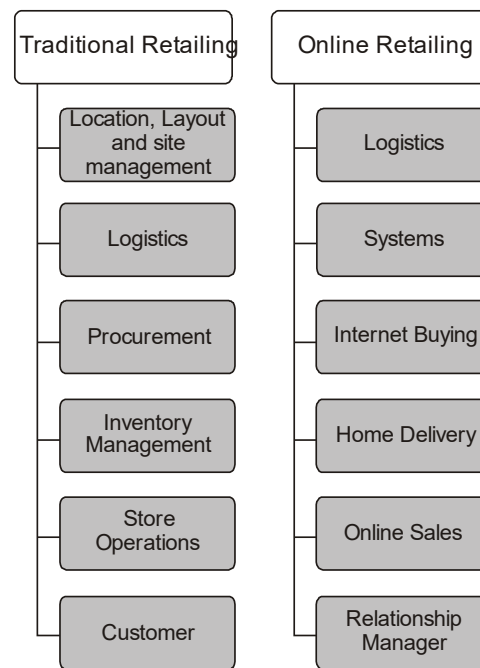 Traditional Retailing
Location, Layout
and site
management
Logistics
Procurement
Inventory
Management
Store
Operations
Customer
Online Retailing
Logistics
Systems
Internet Buying
Home Delivery
Online Sales
Relationship
Manager